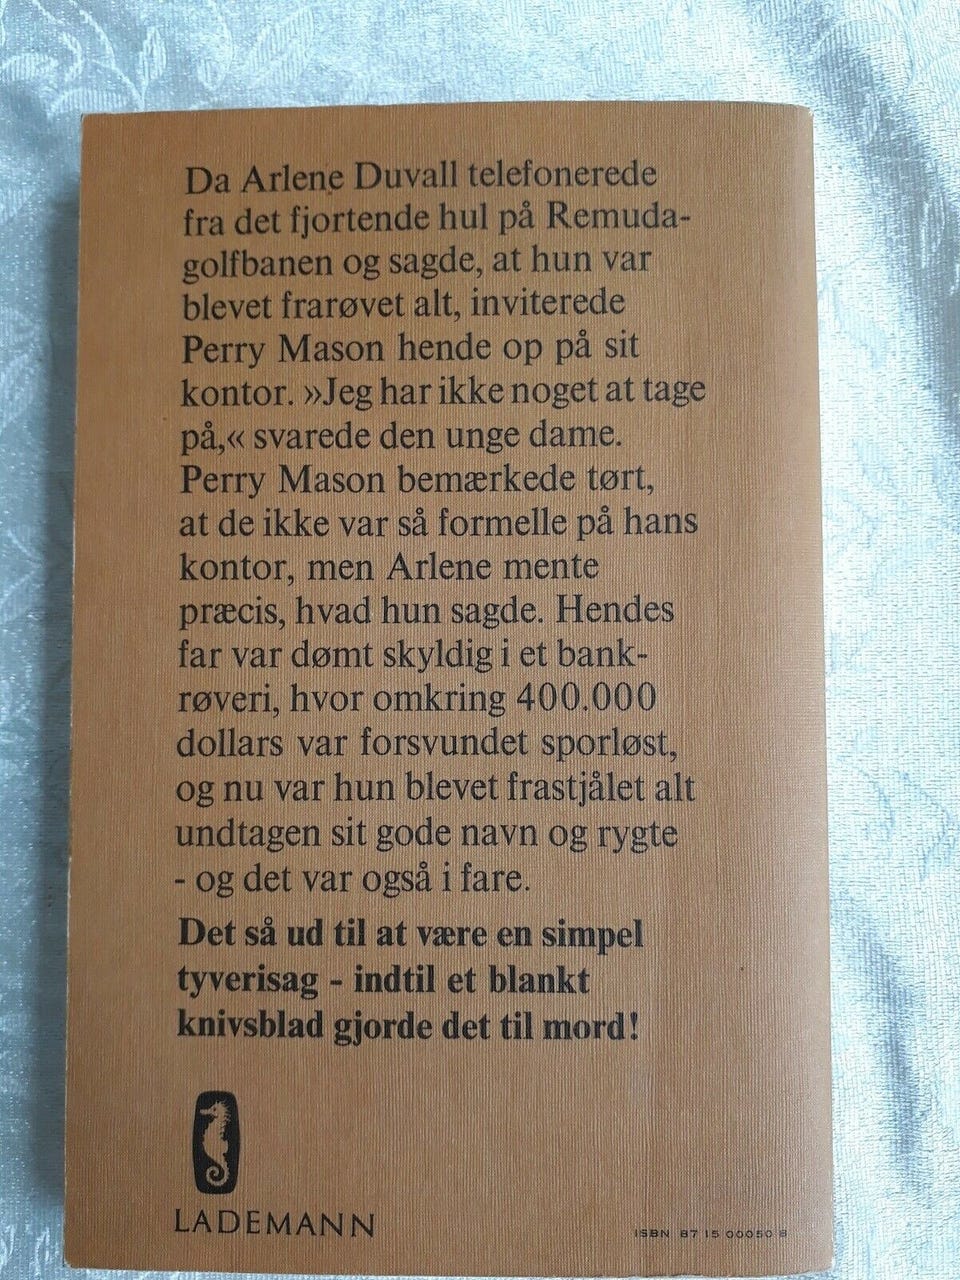 Da Arlene Duvall telefonerede
fra det fjortende hul på Remuda-
golfbanen og sagde, at hun var
blevet frarøvet alt, inviterede
Perry Mason hende op på sit
kontor. »Jeg har ikke noget at tage
på,« svarede den unge dame.
Perry Mason bemærkede tørt,
at de ikke var så formelle på hans
kontor, men Arlene mente
præcis, hvad hun sagde. Hendes
far var dømt skyldig i et bank-
røveri, hvor omkring 400.000
dollars var forsvundet sporløst,
og nu var hun blevet frastjålet alt
undtagen sit gode navn og rygte
- og det var også i fare.
Det så ud til at være en simpel
tyverisag - indtil et blankt
knivsblad gjorde det til mord!
LADEMANN
ISBN 87 15 00050 8